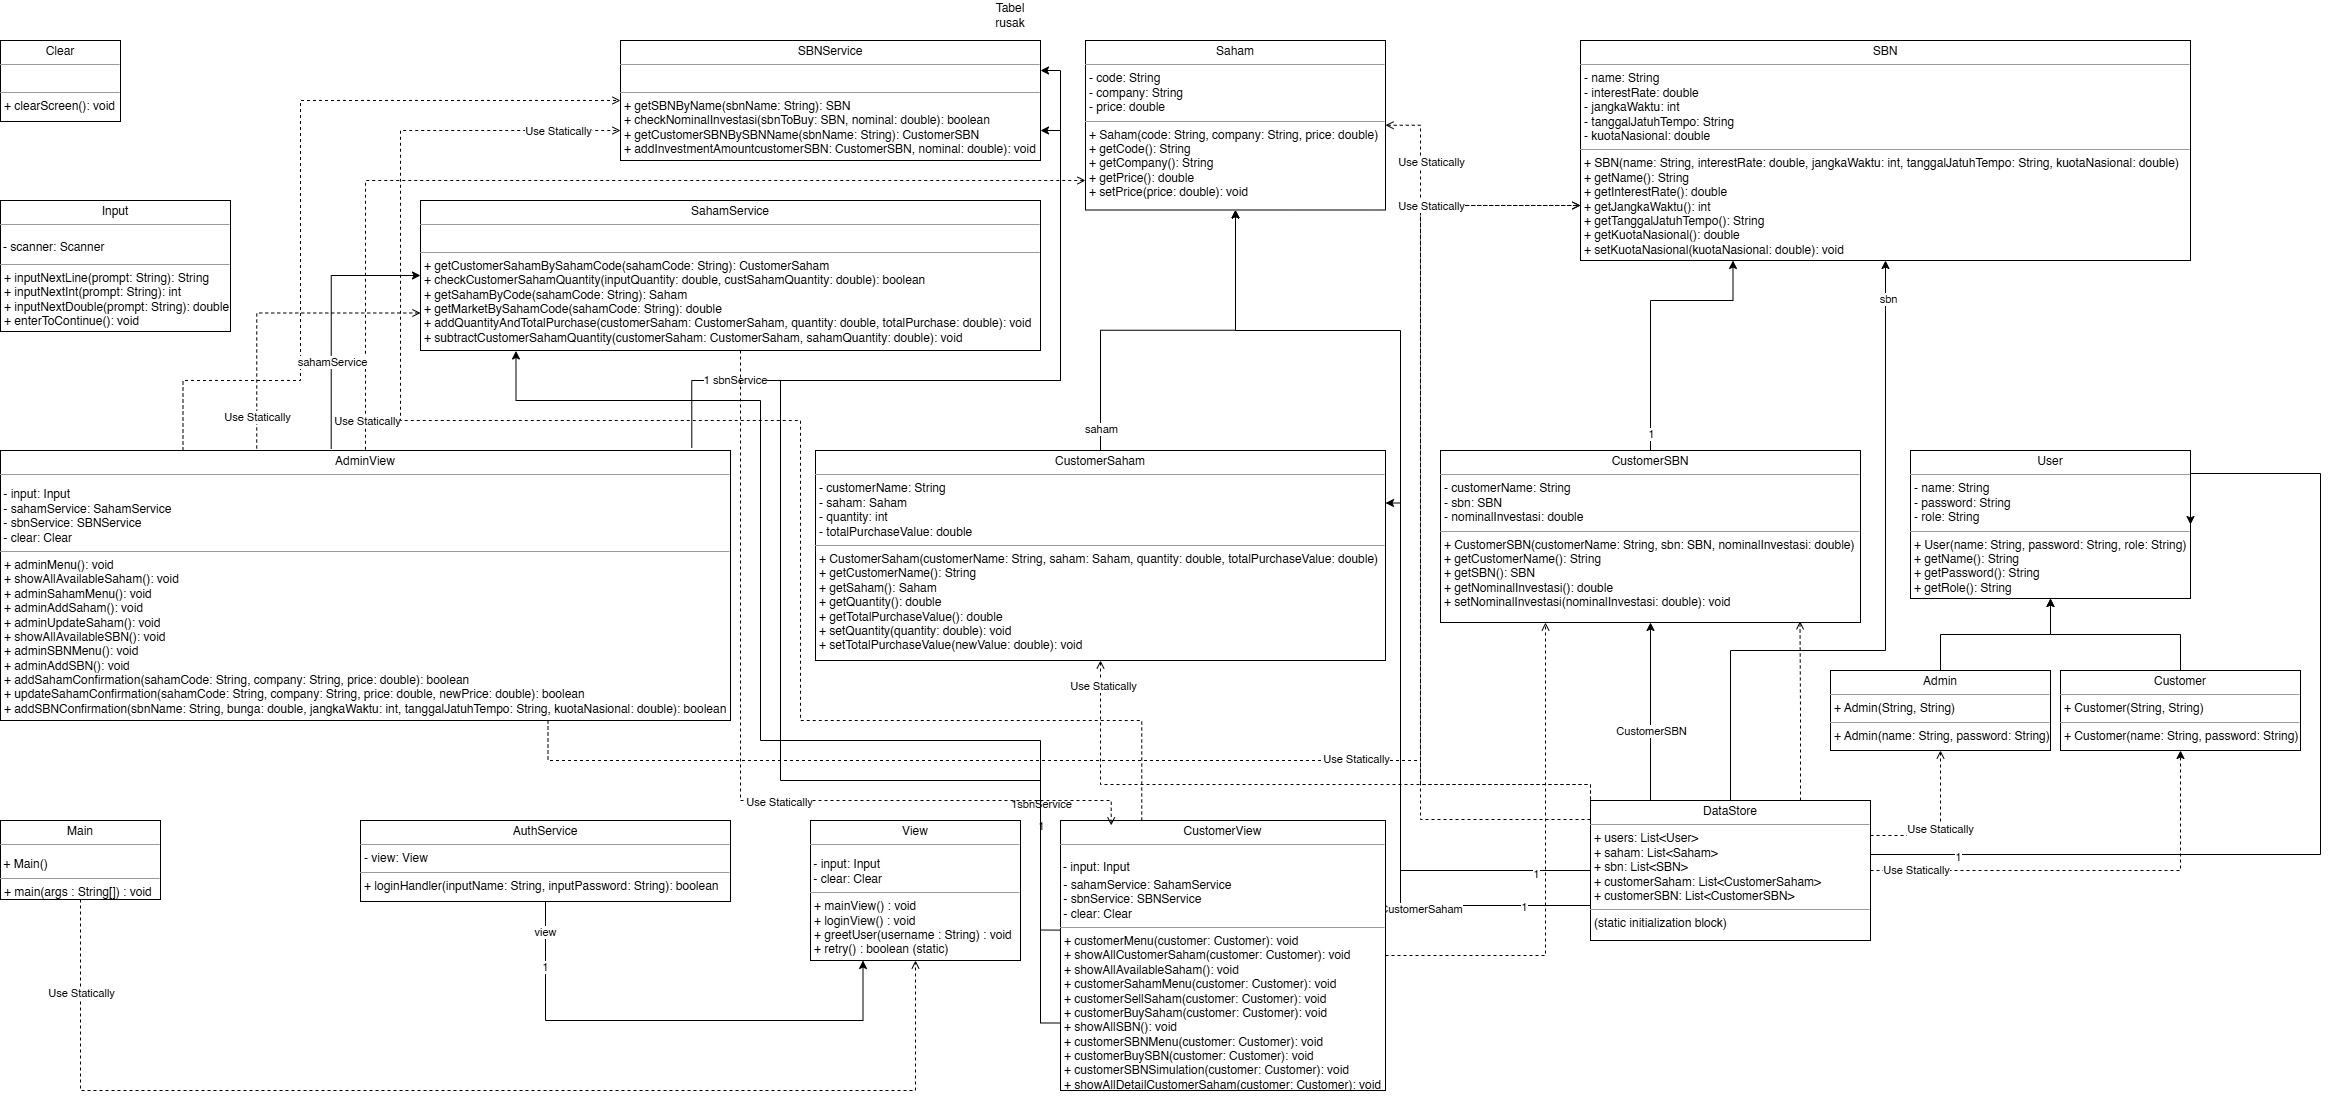 Tabel
rusak
Clear
+ clearScreen(): void
SBNService
+ getSBNByName(sbnName: String): SBN
+ checkNominalInvestasi(sbnToBuy: SBN, nominal: double): boolean
+ getCustomerSBNBySBNName(sbnName: String): CustomerSBN
+ addInvestmentAmountcustomerSBN: CustomerSBN, nominal: double): void
Use Statically
Saham
- code: String
- company: String
- price: double
+ Saham(code: String, company: String, price: double)
+ getCode(): String
+ getCompany(): String
+ getPrice(): double
+ setPrice(price: double): void
Use Statically
Use Statically
SBN
- name: String
- interestRate: double
- jangkaWaktu: int
- tanggalJatuhTempo: String
- kuotaNasional: double
+ SBN(name: String, interestRate: double, jangkaWaktu: int, tanggalJatuhTempo: String, kuotaNasional: double)
+ getName(): String
+ getInterestRate(): double
+ getJangkaWaktu(): int
+ getTanggalJatuhTempo(): String
+ getKuotaNasional(): double
+ setKuotaNasional(kuotaNasional: double): void
Input
- scanner: Scanner
+ inputNextLine(prompt: String): String
+ inputNextInt(prompt: String): int
+ inputNextDouble(prompt: String): double
+ enterToContinue(): void
SahamService
+ getCustomerSahamBySahamCode(sahamCode: String): CustomerSaham
+ checkCustomerSahamQuantity(inputQuantity: double, custSahamQuantity: double): boolean
+ getSahamByCode(sahamCode: String): Saham
+ getMarketBySahamCode(sahamCode: String): double
+ addQuantityAndTotalPurchase(customerSaham: CustomerSaham, quantity: double, totalPurchase: double): void
+ subtractCustomerSahamQuantity(customerSaham: CustomerSaham, sahamQuantity: double): void
sbn
sahamService
1 sbnService
Use Statically
Use Statically
saham
1
AdminView
- input: Input
- sahamService: SahamService
- sbnService: SBNService
- clear: Clear
+ adminMenu(): void
+ showAllAvailableSaham(): void
+ adminSahamMenu(): void
+ adminAddSaham(): void
+ adminUpdateSaham(): void
+ showAllAvailableSBN(): void
+ adminSBNMenu(): void
+ adminAddSBN(): void
+ addSahamConfirmation(sahamCode: String, company: String, price: double): boolean
+ updateSahamConfirmation(sahamCode: String, company: String, price: double, newPrice: double): boolean
+ addSBNConfirmation(sbnName: String, bunga: double, jangkaWaktu: int, tanggalJatuhTempo: String, kuotaNasional: double): boolean
CustomerSaham
- customerName: String
- saham: Saham
- quantity: int
- totalPurchaseValue: double
+ CustomerSaham(customerName: String, saham: Saham, quantity: double, totalPurchaseValue: double)
+ getCustomerName(): String
+ getSaham(): Saham
+ getQuantity(): double
+ getTotalPurchaseValue(): double
+ setQuantity(quantity: double): void
+ setTotalPurchaseValue(newValue: double): void
CustomerSBN
- customerName: String
- sbn: SBN
- nominalInvestasi: double
+ CustomerSBN(customerName: String, sbn: SBN, nominalInvestasi: double)
+ getCustomerName(): String
+ getSBN(): SBN
+ getNominalInvestasi(): double
+ setNominalInvestasi(nominalInvestasi: double): void
User
- name: String
- password: String
- role: String
+ User(name: String, password: String, role: String)
+ getName(): String
+ getPassword(): String
+ getRole(): String
Use Statically
CustomerSBN
Admin
+ Admin(String, String)
+ Admin(name: String, password: String)
Customer
+ Customer(String, String)
+ Customer(name: String, password: String)
Use Statically
Use Statically
1sbnService
1
Main
+ Main()
+ main(args : String[]) : void
AuthService
- view: View
+ loginHandler(inputName: String, inputPassword: String): boolean
View
- input: Input
- clear: Clear
+ mainView() : void
+ loginView() : void
+ greetUser(username : String) : void
+ retry() : boolean (static)
CustomerView
- input: Input
- sahamService: SahamService
- sbnService: SBNService
- clear: Clear
+ customerMenu(customer: Customer): void
+ showAllCustomerSaham(customer: Customer): void
+ showAllAvailableSaham(): void
+ customerSahamMenu(customer: Customer): void
+ customerSellSaham(customer: Customer): void
+ customerBuySaham(customer: Customer): void
+ showAllSBN(): void
+ customerSBNMenu(customer: Customer): void
+ customerBuySBN(customer: Customer): void
+ customerSBNSimulation(customer: Customer): void
+ showAllDetailCustomerSaham(customer: Customer): void
DataStore
+ users: List<User>
+ saham: List<Saham>
+ sbn: List<SBN>
+ customerSaham: List<CustomerSaham>
+ customerSBN: List<CustomerSBN>
(static initialization block)
Use Statically
1
Use Statically
1
CustomerSaham
1
view
1
Use Statically